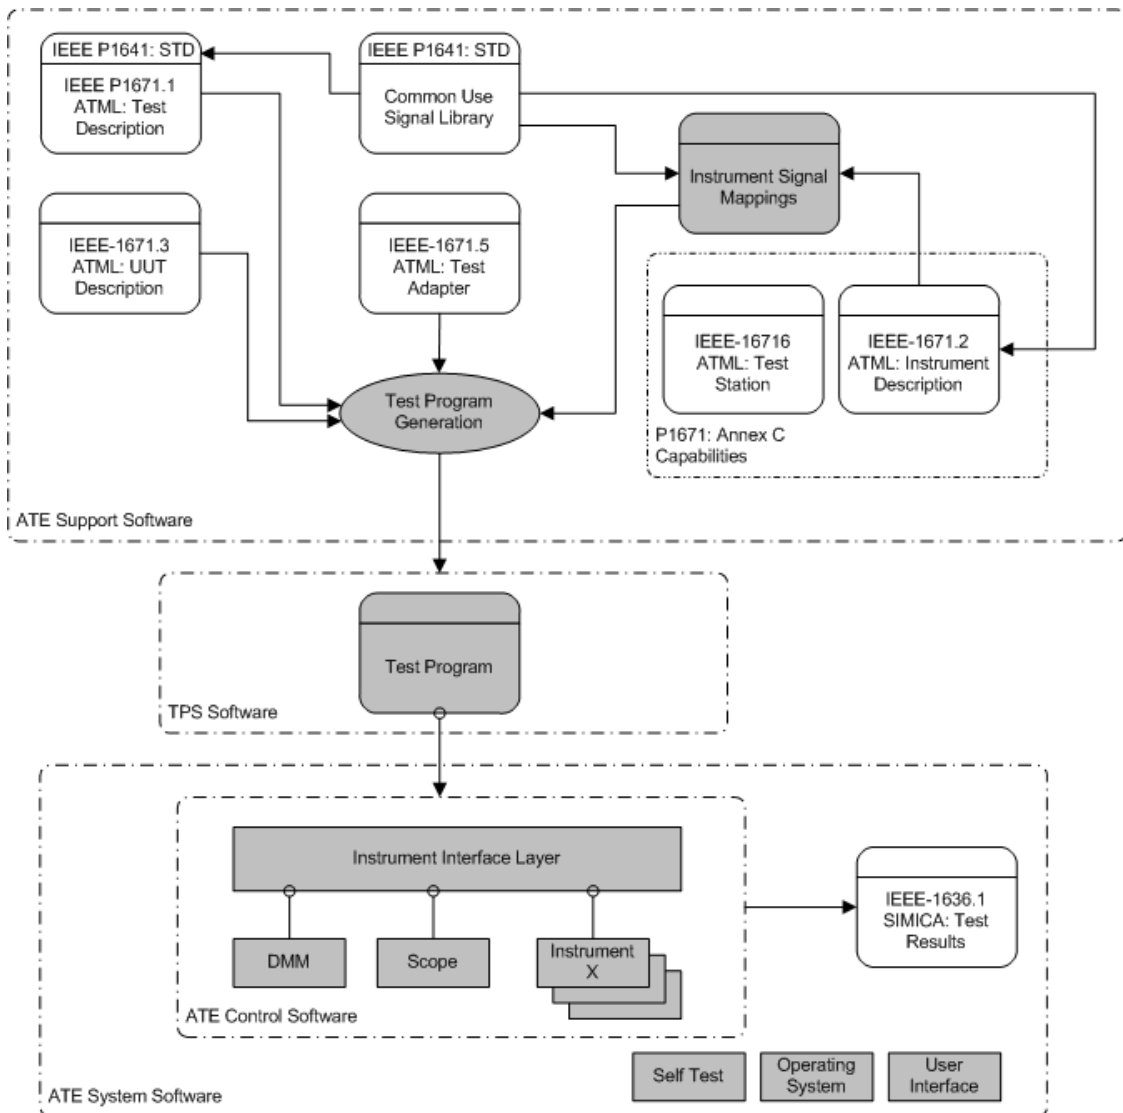 IEEE P1641: STD
IEEE P1671.1
ATML: Test
Description
IEEE P1641: STD
Common Use
Signal Library
Instrument Signal
Mappings
IEEE-1671.3
ATML: UUT
Description
IEEE-1671.5
ATML: Test
Adapter
IEEE-16716
ATML: Test
Station
IEEE-1671.2
ATML: Instrument
Description
P1671: Annex C
Capabilities
Test Program
Generation
ATE Support Software
Test Program
TPS Software
Instrument Interface Layer
DMM
Scope
Instrument
X
ATE Control Software
IEEE-1636.1
SIMICA: Test
Results
Self Test
Operating
System
User
Interface
ATE System Software